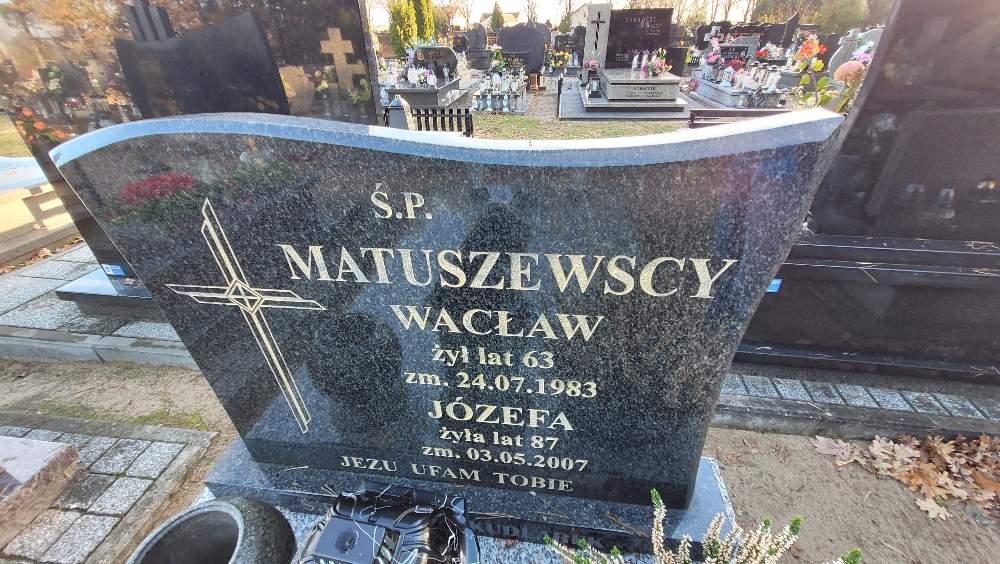 Ś.P.
MATUSZEWSCY
WACŁAW
żył lat 63
zm. 24.07.1983
JÓZEFA
żyła lat 87
zm. 03.05.2007
JEZU UFAM TOBIE